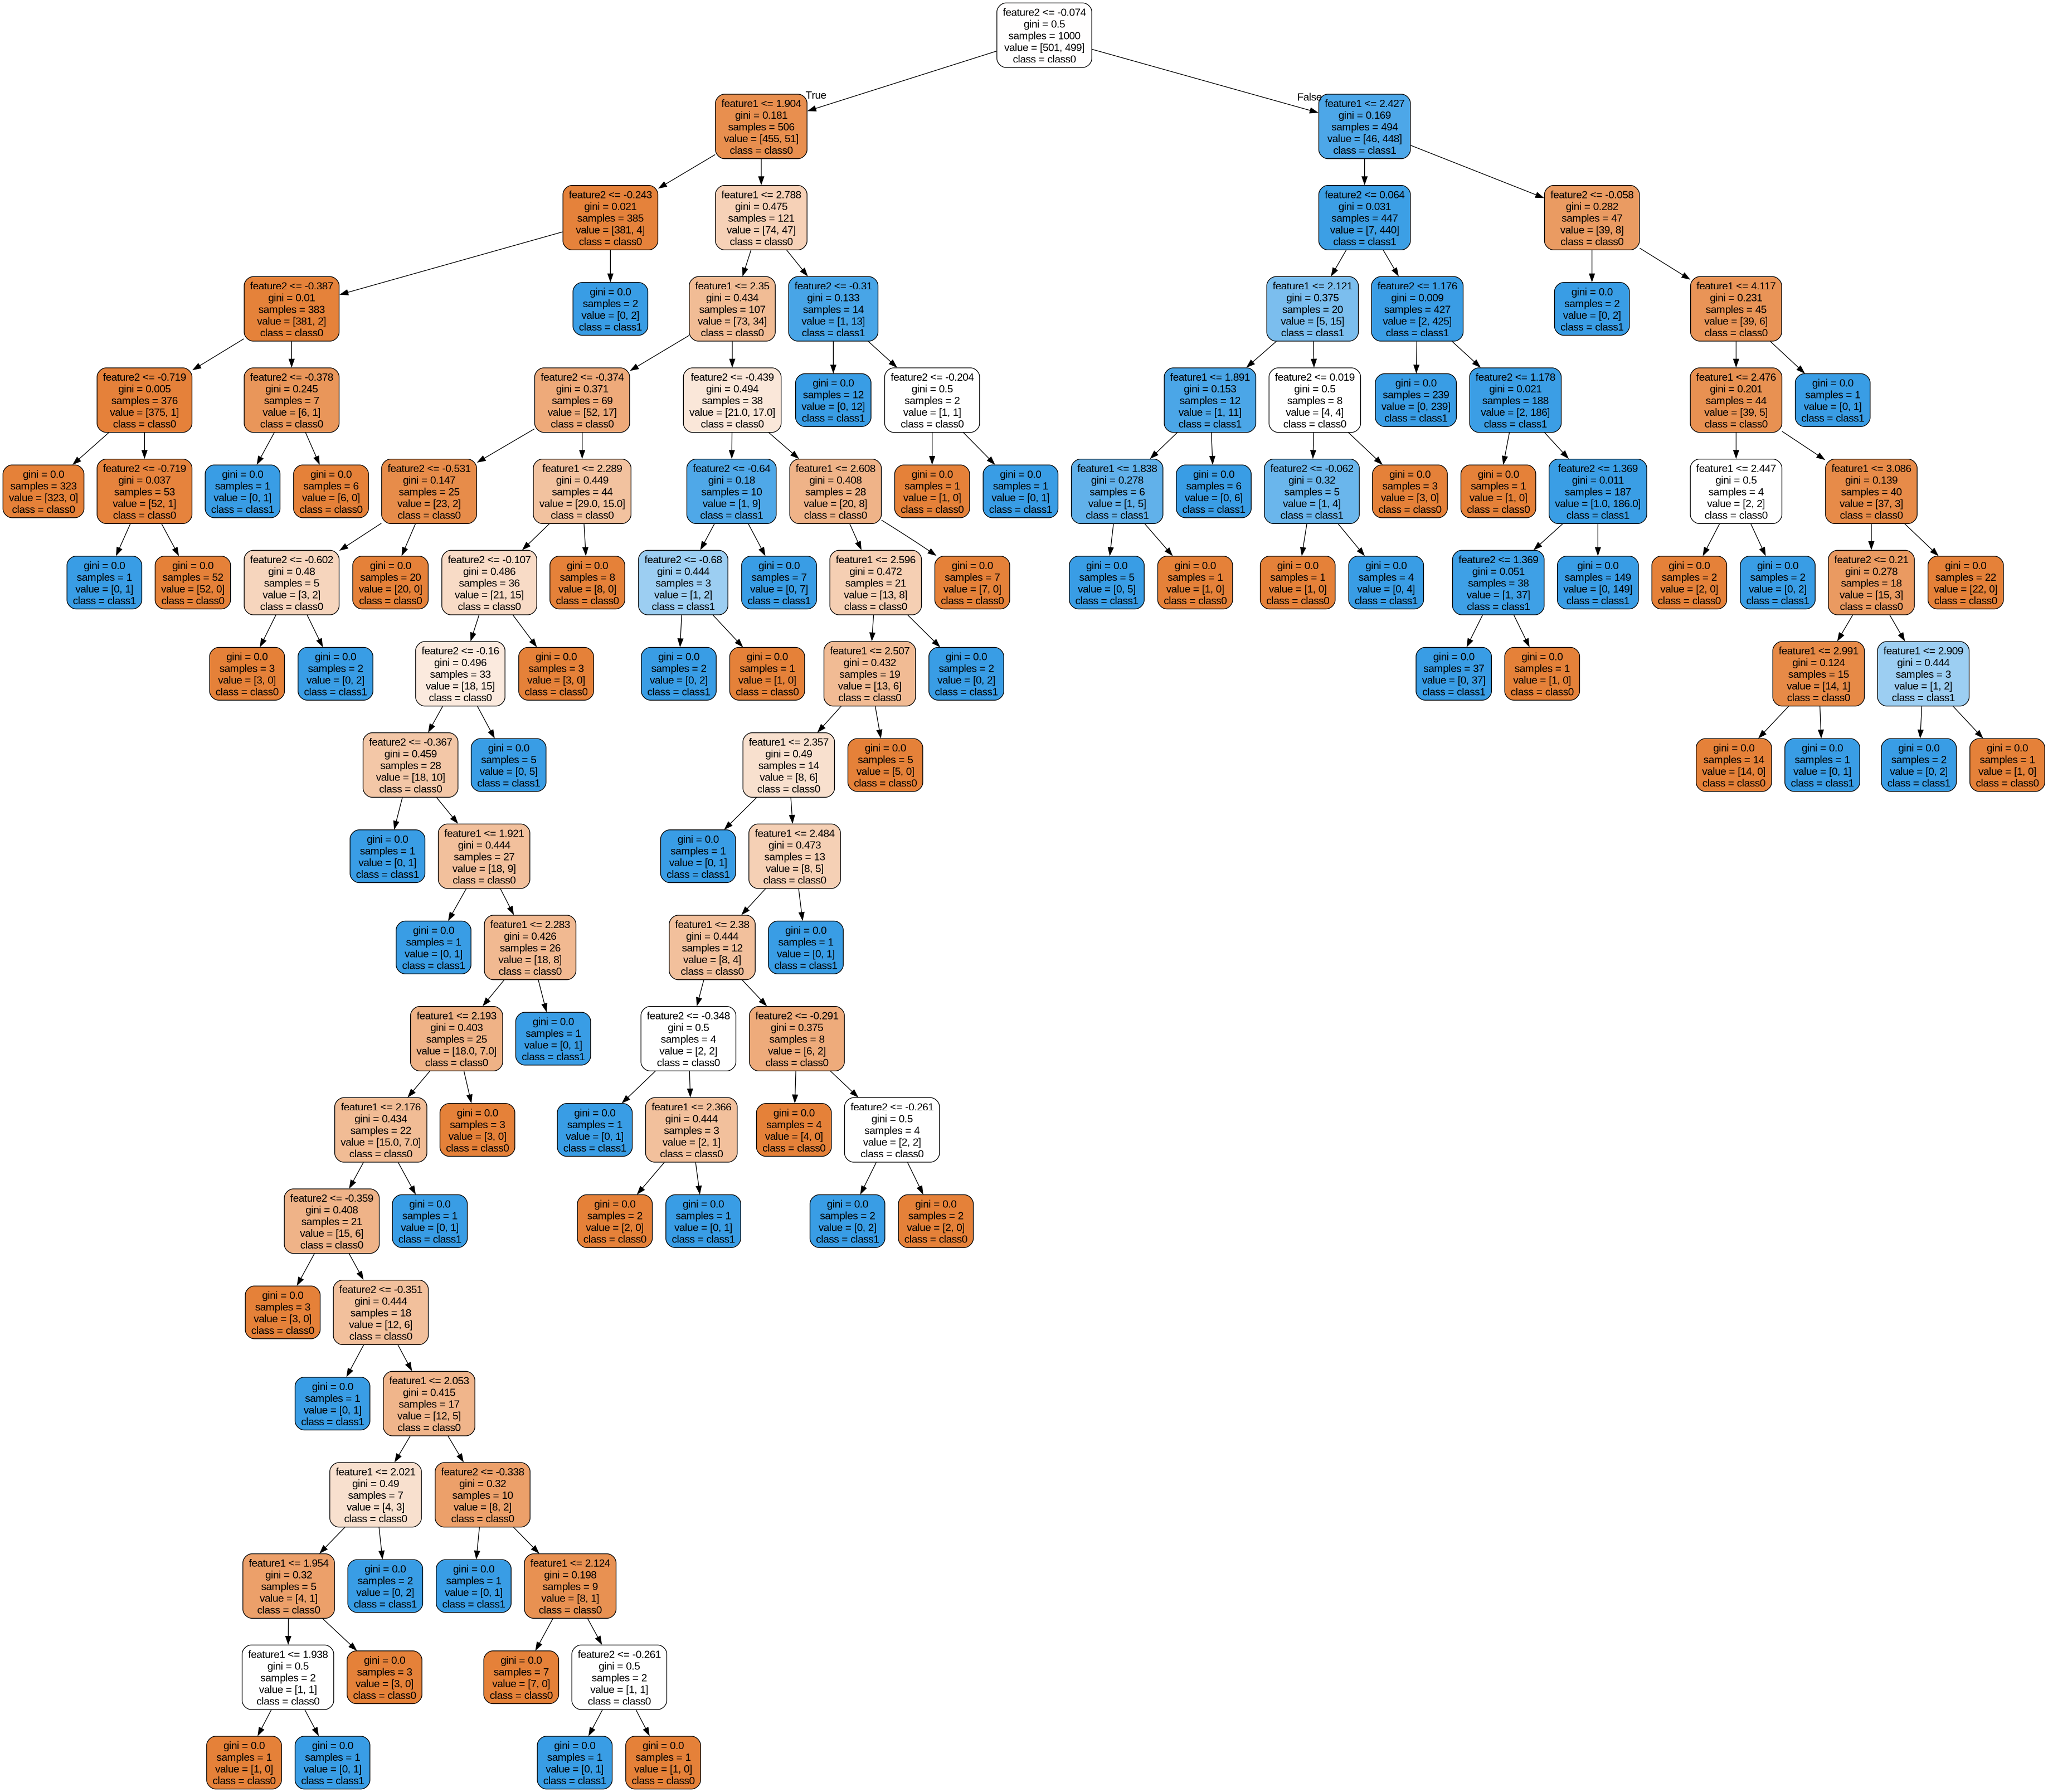 feature2 <= -0.074
gini = 0.5
samples = 1000
value = [501, 499]
class = class0
True
False
feature1 <= 1.904
gini = 0.181
samples = 506
value = [455, 51]
class = class0
feature1 <= 2.427
gini = 0.169
samples = 494
value = [46, 448]
class = class1
feature2 <= -0.243
gini = 0.021
samples = 385
value = [381, 4]
class = class0
feature1 <= 2.788
gini = 0.475
samples = 121
value = [74, 47]
class = class0
feature2 <= 0.064
gini = 0.031
samples = 447
value = [7, 440]
class = class1
feature2 <= -0.058
gini = 0.282
samples = 47
value = [39, 8]
class = class0
feature2 <= -0.387
gini = 0.01
samples = 383
value = [381, 2]
class = class0
gini = 0.0
samples = 2
value = [0, 2]
class = class1
feature1 <= 2.35
gini = 0.434
samples = 107
value = [73, 34]
class = class0
feature2 <= -0.31
gini = 0.133
samples = 14
value = [1, 13]
class = class1
feature1 <= 2.121
gini = 0.375
samples = 20
value = [5, 15]
class = class1
feature2 <= 1.176
gini = 0.009
samples = 427
value = [2, 425]
class = class1
gini = 0.0
samples = 2
value = [0, 2]
class = class1
feature1 <= 4.117
gini = 0.231
samples = 45
value = [39, 6]
class = class0
feature2 <= -0.719
gini = 0.005
samples = 376
value = [375, 1]
class = class0
feature2 <= -0.378
gini = 0.245
samples = 7
value = [6, 1]
class = class0
feature2 <= -0.374
gini = 0.371
samples = 69
value = [52, 17]
class = class0
feature2 <= -0.439
gini = 0.494
samples = 38
value = [21.0, 17.0]
class = class0
gini = 0.0
samples = 12
value = [0, 12]
class = class1
feature2 <= -0.204
gini = 0.5
samples = 2
value = [1, 1]
class = class0
feature1 <= 1.891
gini = 0.153
samples = 12
value = [1, 11]
class = class1
feature2 <= 0.019
gini = 0.5
samples = 8
value = [4, 4]
class = class0
gini = 0.0
samples = 239
value = [0, 239]
class = class1
feature2 <= 1.178
gini = 0.021
samples = 188
value = [2, 186]
class = class1
feature1 <= 2.476
gini = 0.201
samples = 44
value = [39, 5]
class = class0
gini = 0.0
samples = 1
value = [0, 1]
class = class1
gini = 0.0
samples = 323
value = [323, 0]
class = class0
feature2 <= -0.719
gini = 0.037
samples = 53
value = [52, 1]
class = class0
gini = 0.0
samples = 1
value = [0, 1]
class = class1
gini = 0.0
samples = 6
value = [6, 0]
class = class0
feature2 <= -0.531
gini = 0.147
samples = 25
value = [23, 2]
class = class0
feature1 <= 2.289
gini = 0.449
samples = 44
value = [29.0, 15.0]
class = class0
feature2 <= -0.64
gini = 0.18
samples = 10
value = [1, 9]
class = class1
feature1 <= 2.608
gini = 0.408
samples = 28
value = [20, 8]
class = class0
gini = 0.0
samples = 1
value = [1, 0]
class = class0
gini = 0.0
samples = 1
value = [0, 1]
class = class1
feature1 <= 1.838
gini = 0.278
samples = 6
value = [1, 5]
class = class1
gini = 0.0
samples = 6
value = [0, 6]
class = class1
feature2 <= -0.062
gini = 0.32
samples = 5
value = [1, 4]
class = class1
gini = 0.0
samples = 3
value = [3, 0]
class = class0
gini = 0.0
samples = 1
value = [1, 0]
class = class0
feature2 <= 1.369
gini = 0.011
samples = 187
value = [1.0, 186.0]
class = class1
feature1 <= 2.447
gini = 0.5
samples = 4
value = [2, 2]
class = class0
feature1 <= 3.086
gini = 0.139
samples = 40
value = [37, 3]
class = class0
gini = 0.0
samples = 1
value = [0, 1]
class = class1
gini = 0.0
samples = 52
value = [52, 0]
class = class0
feature2 <= -0.602
gini = 0.48
samples = 5
value = [3, 2]
class = class0
gini = 0.0
samples = 20
value = [20, 0]
class = class0
feature2 <= -0.107
gini = 0.486
samples = 36
value = [21, 15]
class = class0
gini = 0.0
samples = 8
value = [8, 0]
class = class0
feature2 <= -0.68
gini = 0.444
samples = 3
value = [1, 2]
class = class1
gini = 0.0
samples = 7
value = [0, 7]
class = class1
feature1 <= 2.596
gini = 0.472
samples = 21
value = [13, 8]
class = class0
gini = 0.0
samples = 7
value = [7, 0]
class = class0
gini = 0.0
samples = 5
value = [0, 5]
class = class1
gini = 0.0
samples = 1
value = [1, 0]
class = class0
gini = 0.0
samples = 1
value = [1, 0]
class = class0
gini = 0.0
samples = 4
value = [0, 4]
class = class1
feature2 <= 1.369
gini = 0.051
samples = 38
value = [1, 37]
class = class1
gini = 0.0
samples = 149
value = [0, 149]
class = class1
gini = 0.0
samples = 2
value = [2, 0]
class = class0
gini = 0.0
samples = 2
value = [0, 2]
class = class1
feature2 <= 0.21
gini = 0.278
samples = 18
value = [15, 3]
class = class0
gini = 0.0
samples = 22
value = [22, 0]
class = class0
gini = 0.0
samples = 3
value = [3, 0]
class = class0
gini = 0.0
samples = 2
value = [0, 2]
class = class1
feature2 <= -0.16
gini = 0.496
samples = 33
value = [18, 15]
class = class0
gini = 0.0
samples = 3
value = [3, 0]
class = class0
gini = 0.0
samples = 2
value = [0, 2]
class = class1
gini = 0.0
samples = 1
value = [1, 0]
class = class0
feature1 <= 2.507
gini = 0.432
samples = 19
value = [13, 6]
class = class0
gini = 0.0
samples = 2
value = [0, 2]
class = class1
gini = 0.0
samples = 37
value = [0, 37]
class = class1
gini = 0.0
samples = 1
value = [1, 0]
class = class0
feature1 <= 2.991
gini = 0.124
samples = 15
value = [14, 1]
class = class0
feature1 <= 2.909
gini = 0.444
samples = 3
value = [1, 2]
class = class1
feature2 <= -0.367
gini = 0.459
samples = 28
value = [18, 10]
class = class0
gini = 0.0
samples = 5
value = [0, 5]
class = class1
feature1 <= 2.357
gini = 0.49
samples = 14
value = [8, 6]
class = class0
gini = 0.0
samples = 5
value = [5, 0]
class = class0
gini = 0.0
samples = 14
value = [14, 0]
class = class0
gini = 0.0
samples = 1
value = [0, 1]
class = class1
gini = 0.0
samples = 2
value = [0, 2]
class = class1
gini = 0.0
samples = 1
value = [1, 0]
class = class0
gini = 0.0
samples = 1
value = [0, 1]
class = class1
feature1 <= 1.921
gini = 0.444
samples = 27
value = [18, 9]
class = class0
gini = 0.0
samples = 1
value = [0, 1]
class = class1
feature1 <= 2.484
gini = 0.473
samples = 13
value = [8, 5]
class = class0
gini = 0.0
samples = 1
value = [0, 1]
class = class1
feature1 <= 2.283
gini = 0.426
samples = 26
value = [18, 8]
class = class0
feature1 <= 2.38
gini = 0.444
samples = 12
value = [8, 4]
class = class0
gini = 0.0
samples = 1
value = [0, 1]
class = class1
feature1 <= 2.193
gini = 0.403
samples = 25
value = [18.0, 7.0]
class = class0
gini = 0.0
samples = 1
value = [0, 1]
class = class1
feature2 <= -0.348
gini = 0.5
samples = 4
value = [2, 2]
class = class0
feature2 <= -0.291
gini = 0.375
samples = 8
value = [6, 2]
class = class0
feature1 <= 2.176
gini = 0.434
samples = 22
value = [15.0, 7.0]
class = class0
gini = 0.0
samples = 3
value = [3, 0]
class = class0
gini = 0.0
samples = 1
value = [0, 1]
class = class1
feature1 <= 2.366
gini = 0.444
samples = 3
value = [2, 1]
class = class0
gini = 0.0
samples = 4
value = [4, 0]
class = class0
feature2 <= -0.261
gini = 0.5
samples = 4
value = [2, 2]
class = class0
feature2 <= -0.359
gini = 0.408
samples = 21
value = [15, 6]
class = class0
gini = 0.0
samples = 1
value = [0, 1]
class = class1
gini = 0.0
samples = 2
value = [2, 0]
class = class0
gini = 0.0
samples = 1
value = [0, 1]
class = class1
gini = 0.0
samples = 2
value = [0, 2]
class = class1
gini = 0.0
samples = 2
value = [2, 0]
class = class0
gini = 0.0
samples = 3
value = [3, 0]
class = class0
feature2 <= -0.351
gini = 0.444
samples = 18
value = [12, 6]
class = class0
gini = 0.0
samples = 1
value = [0, 1]
class = class1
feature1 <= 2.053
gini = 0.415
samples = 17
value = [12, 5]
class = class0
feature1 <= 2.021
gini = 0.49
samples = 7
value = [4, 3]
class = class0
feature2 <= -0.338
gini = 0.32
samples = 10
value = [8, 2]
class = class0
feature1 <= 1.954
gini = 0.32
samples = 5
value = [4, 1]
class = class0
gini = 0.0
samples = 2
value = [0, 2]
class = class1
gini = 0.0
samples = 1
value = [0, 1]
class = class1
feature1 <= 2.124
gini = 0.198
samples = 9
value = [8, 1]
class = class0
feature1 <= 1.938
gini = 0.5
samples = 2
value = [1, 1]
class = class0
gini = 0.0
samples = 3
value = [3, 0]
class = class0
gini = 0.0
samples = 7
value = [7, 0]
class = class0
feature2 <= -0.261
gini = 0.5
samples = 2
value = [1, 1]
class = class0
gini = 0.0
samples = 1
value = [1, 0]
class = class0
gini = 0.0
samples = 1
value = [0, 1]
class = class1
gini = 0.0
samples = 1
value = [0, 1]
class = class1
gini = 0.0
samples = 1
value = [1, 0]
class = class0